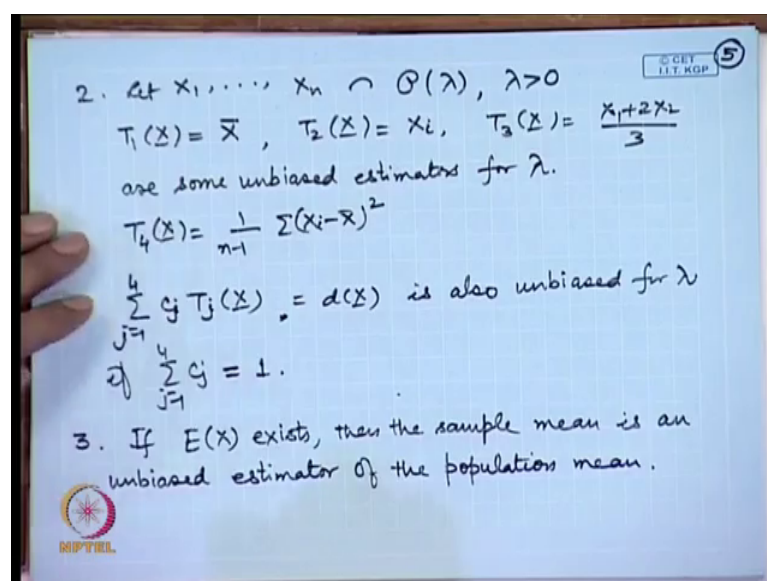 © CET
I.I.T. KGP
5
2. Let X₁, ...., Xₙ ~ P(λ), λ>0
T₁(X) = X̄, T₂(X) = Xi, T₃(X) = (X₁+2X₂)/3
are some unbiased estimators for λ.
T₄(X) = 1/(n-1) Σ(Xi-X̄)²
Σ_{j=1}^{4} cj Tj(X) = d(X) is also unbiased for λ
if Σ_{j=1}^{4} cj = 1.
3. If E(X) exists, then the sample mean is an
unbiased estimator of the population mean.
NPTEL